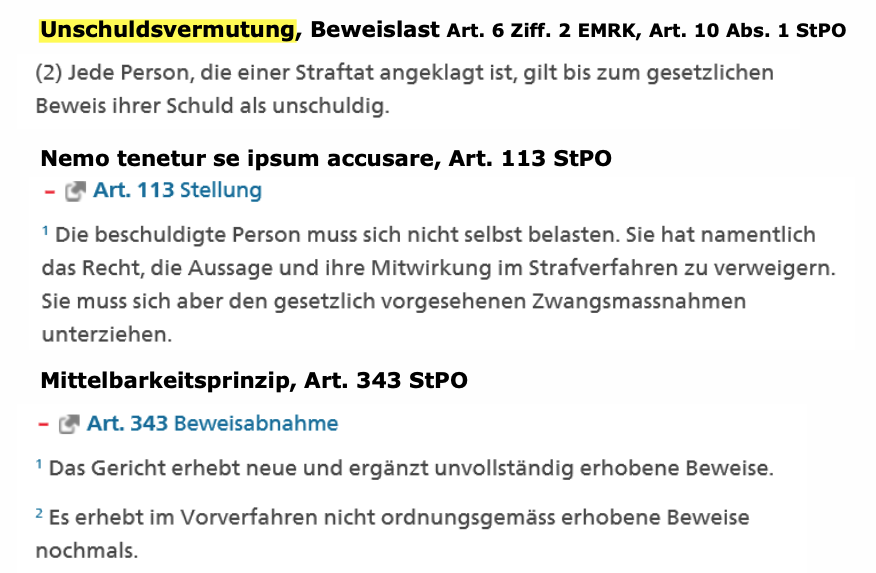 Unschuldsvermutung, Beweislast Art. 6 Ziff. 2 EMRK, Art. 10 Abs. 1 StPO
(2) Jede Person, die einer Straftat angeklagt ist, gilt bis zum gesetzlichen
Beweis ihrer Schuld als unschuldig.
Nemo tenetur se ipsum accusare, Art. 113 StPO
– Art. 113 Stellung
¹ Die beschuldigte Person muss sich nicht selbst belasten. Sie hat namentlich
das Recht, die Aussage und ihre Mitwirkung im Strafverfahren zu verweigern.
Sie muss sich aber den gesetzlich vorgesehenen Zwangsmassnahmen
unterziehen.
Mittelbarkeitsprinzip, Art. 343 StPO
– Art. 343 Beweisabnahme
¹ Das Gericht erhebt neue und ergänzt unvollständig erhobene Beweise.
² Es erhebt im Vorverfahren nicht ordnungsgemäss erhobene Beweise
nochmals.